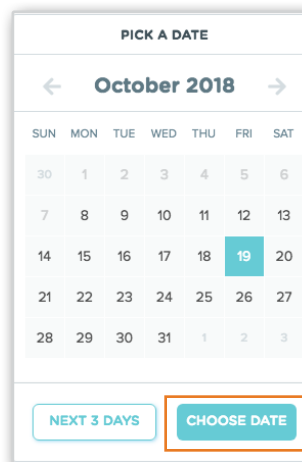 PICK A DATE
← October 2018 →
SUN MON TUE WED THU FRI SAT
30 1 2 3 4 5 6
7 8 9 10 11 12 13
14 15 16 17 18 19 20
21 22 23 24 25 26 27
28 29 30 31 1 2 3
NEXT 3 DAYS CHOOSE DATE